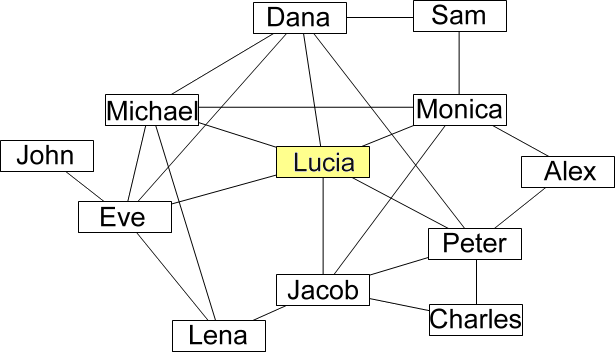 Dana
Sam
Michael
Monica
John
Lucia
Alex
Eve
Peter
Jacob
Charles
Lena